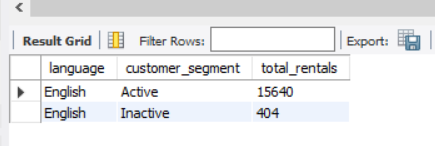 Result Grid Filter Rows: Export:
language customer_segment total_rentals
English Active 15640
English Inactive 404